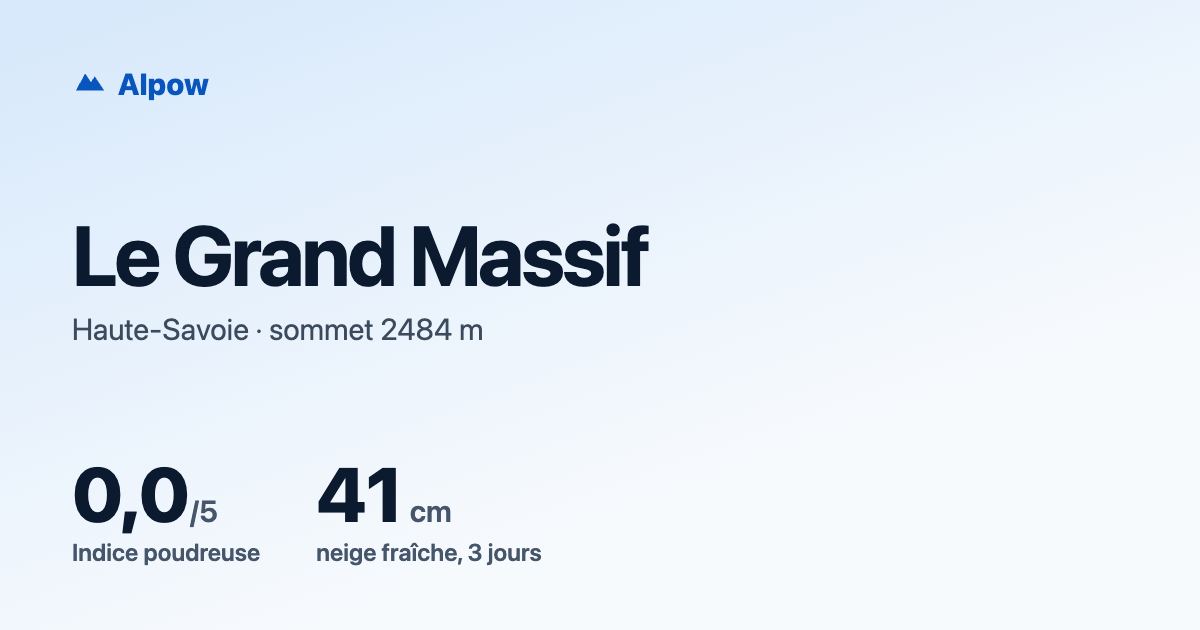 Alpow
Le Grand Massif
Haute-Savoie · sommet 2484 m
0,0/5
Indice poudreuse
41 cm
neige fraîche, 3 jours